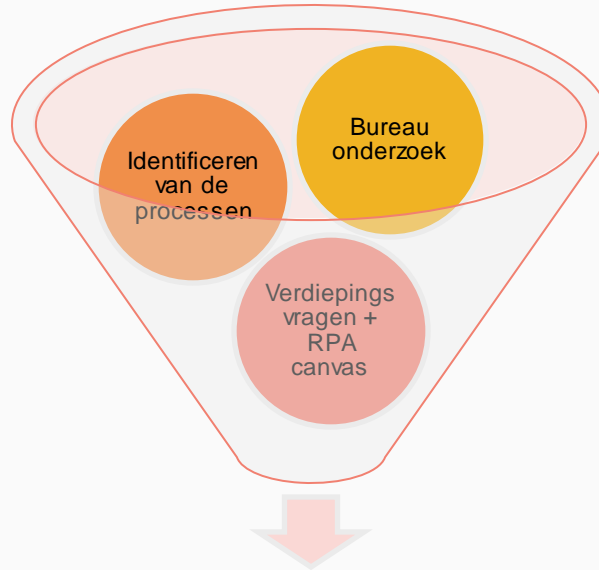 Identificeren
van de
processen
Bureau
onderzoek
Verdiepings
vragen +
RPA
canvas